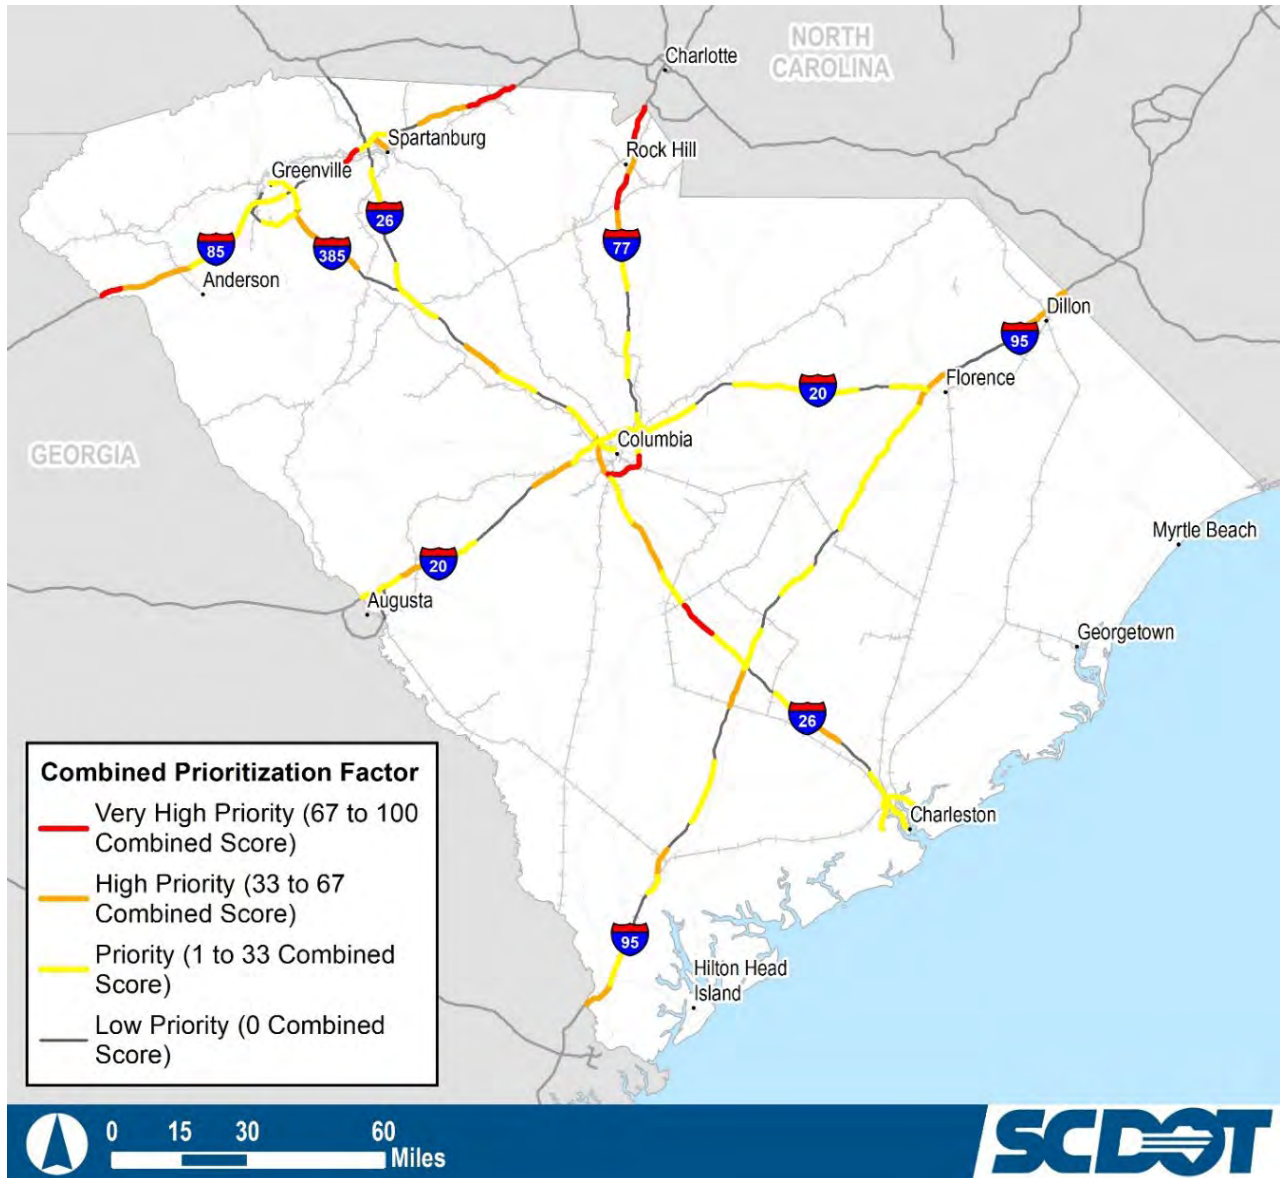 NORTH
CAROLINA
Charlotte
Spartanburg
Rock Hill
Greenville
26
85
385
77
Anderson
Dillon
95
Florence
20
Columbia
GEORGIA
Myrtle Beach
20
Augusta
Georgetown
26
Charleston
95
Hilton Head
Island
Combined Prioritization Factor
Very High Priority (67 to 100
Combined Score)
High Priority (33 to 67
Combined Score)
Priority (1 to 33 Combined
Score)
Low Priority (0 Combined
Score)
0 15 30 60
Miles
SCDOT